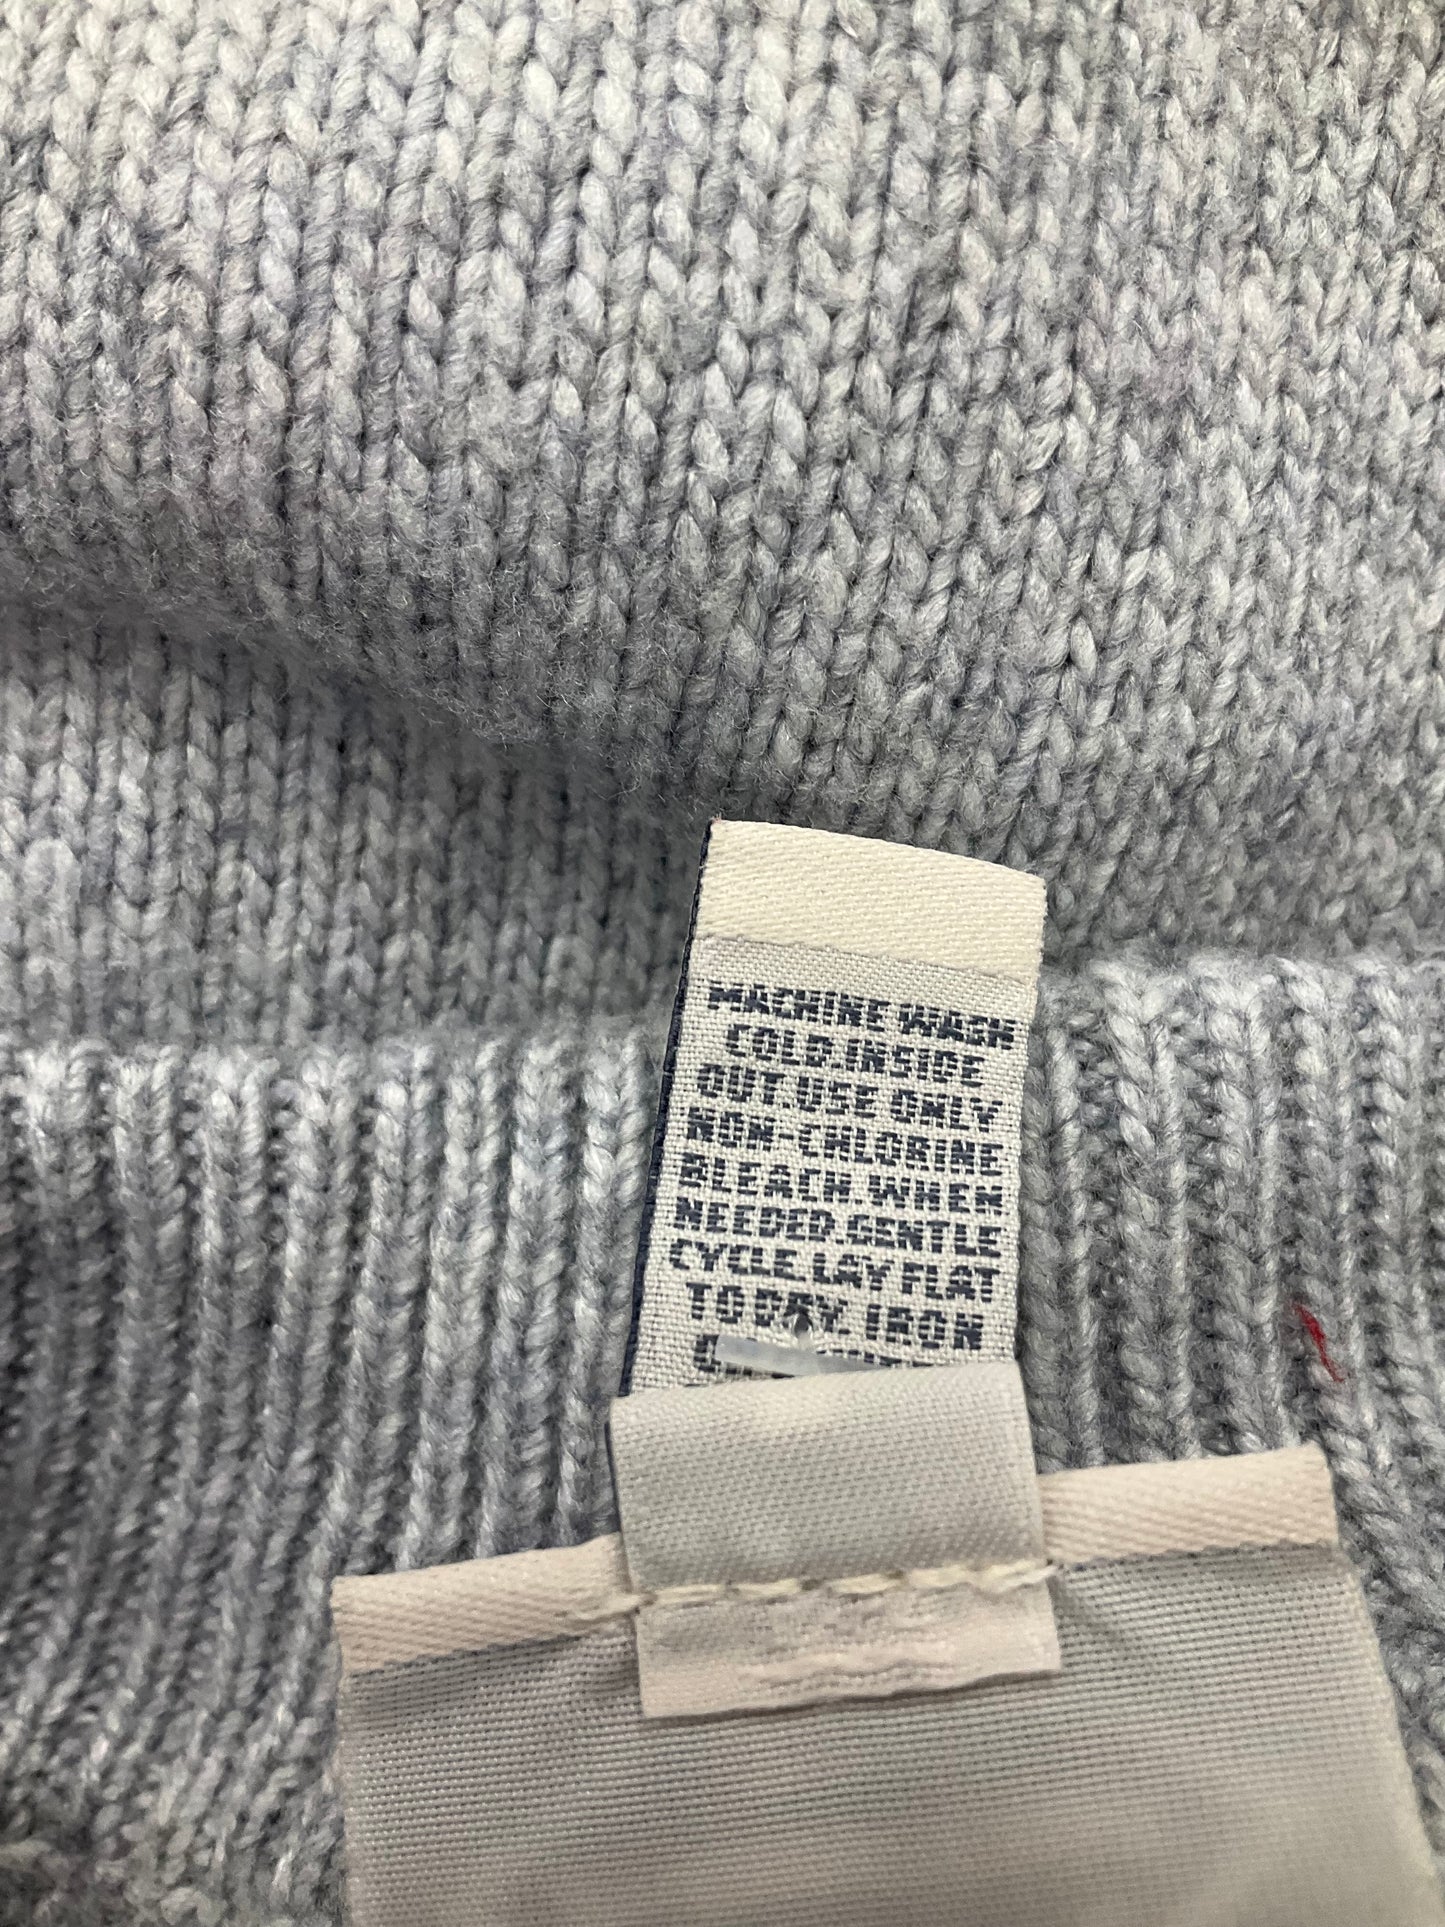 MACHINE WASH
COLD.INSIDE
OUT.USE ONLY
NON-CHLORINE
BLEACH.WHEN
NEEDED.GENTLE
CYCLE.LAY FLAT
TO DRY. IRON